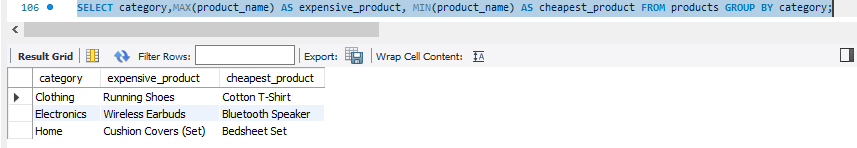 106 SELECT category,MAX(product_name) AS expensive_product, MIN(product_name) AS cheapest_product FROM products GROUP BY category;
Result Grid Filter Rows: Export: Wrap Cell Content: IA
category expensive_product cheapest_product
Clothing Running Shoes Cotton T-Shirt
Electronics Wireless Earbuds Bluetooth Speaker
Home Cushion Covers (Set) Bedsheet Set